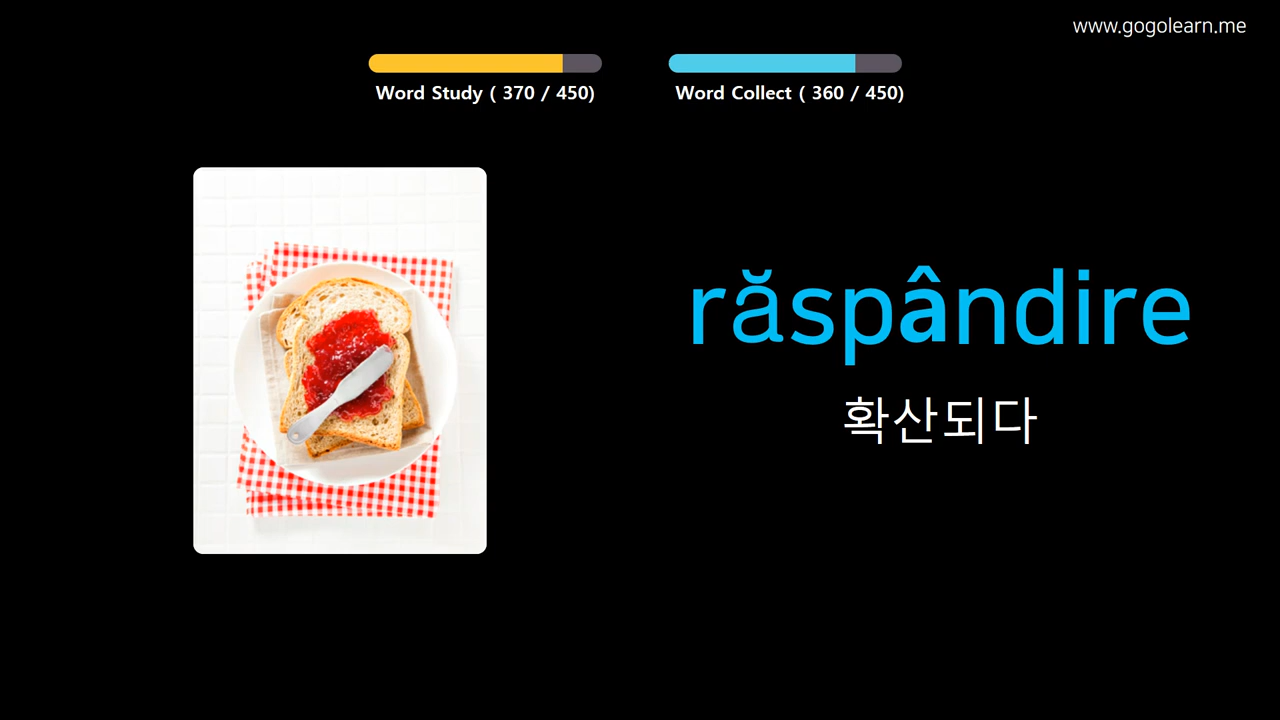 www.gogolearn.me
Word Study ( 370 / 450)
Word Collect ( 360 / 450)
răspândire
확산되다